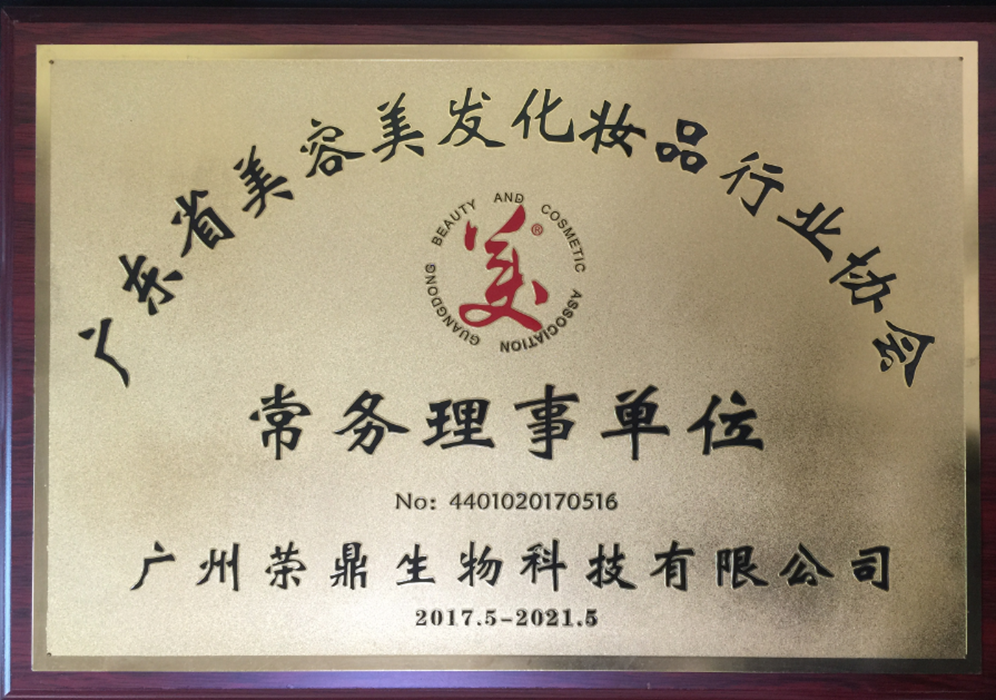 广东省美容美发化妆品行业协会
GUANGDONG BEAUTY AND COSMETIC ASSOCIATION
美®
常务理事单位
No: 4401020170516
广州荣鼎生物科技有限公司
2017.5-2021.5